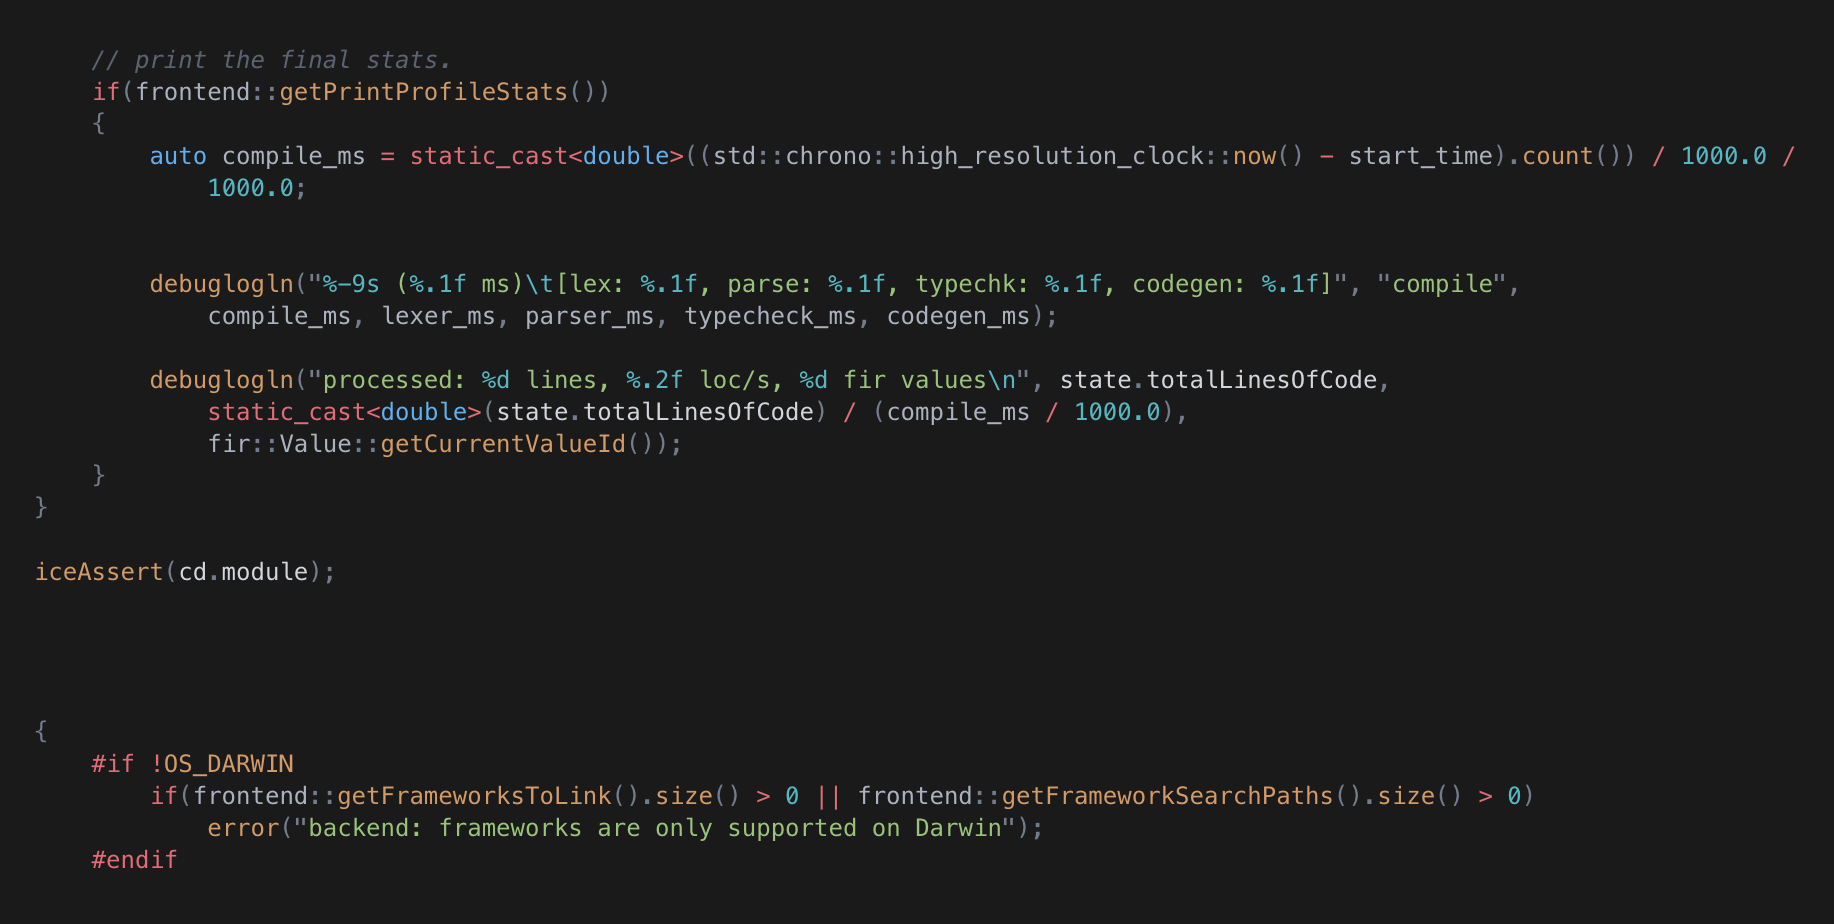 // print the final stats.
if(frontend::getPrintProfileStats())
{
auto compile_ms = static_cast<double>((std::chrono::high_resolution_clock::now() - start_time).count()) / 1000.0 /
1000.0;
debuglogln("%-9s (%.1f ms)\t[lex: %.1f, parse: %.1f, typechk: %.1f, codegen: %.1f]", "compile",
compile_ms, lexer_ms, parser_ms, typecheck_ms, codegen_ms);
debuglogln("processed: %d lines, %.2f loc/s, %d fir values\n", state.totalLinesOfCode,
static_cast<double>(state.totalLinesOfCode) / (compile_ms / 1000.0),
fir::Value::getCurrentValueId());
}
}
iceAssert(cd.module);
{
#if !OS_DARWIN
if(frontend::getFrameworksToLink().size() > 0 || frontend::getFrameworkSearchPaths().size() > 0)
error("backend: frameworks are only supported on Darwin");
#endif